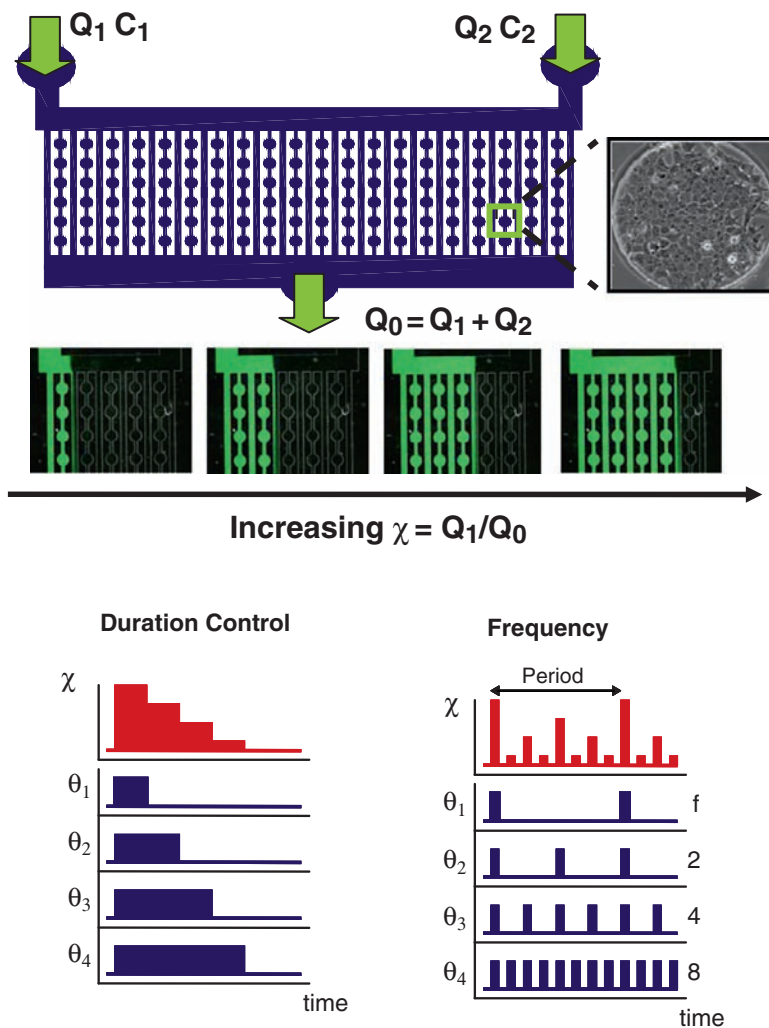 Q₁ C₁
Q₂ C₂
Q₀ = Q₁ + Q₂
Increasing χ = Q₁/Q₀
Duration Control
χ
θ₁
θ₂
θ₃
θ₄
time
Frequency
Period
χ
θ₁ f
θ₂ 2
θ₃ 4
θ₄ 8
time